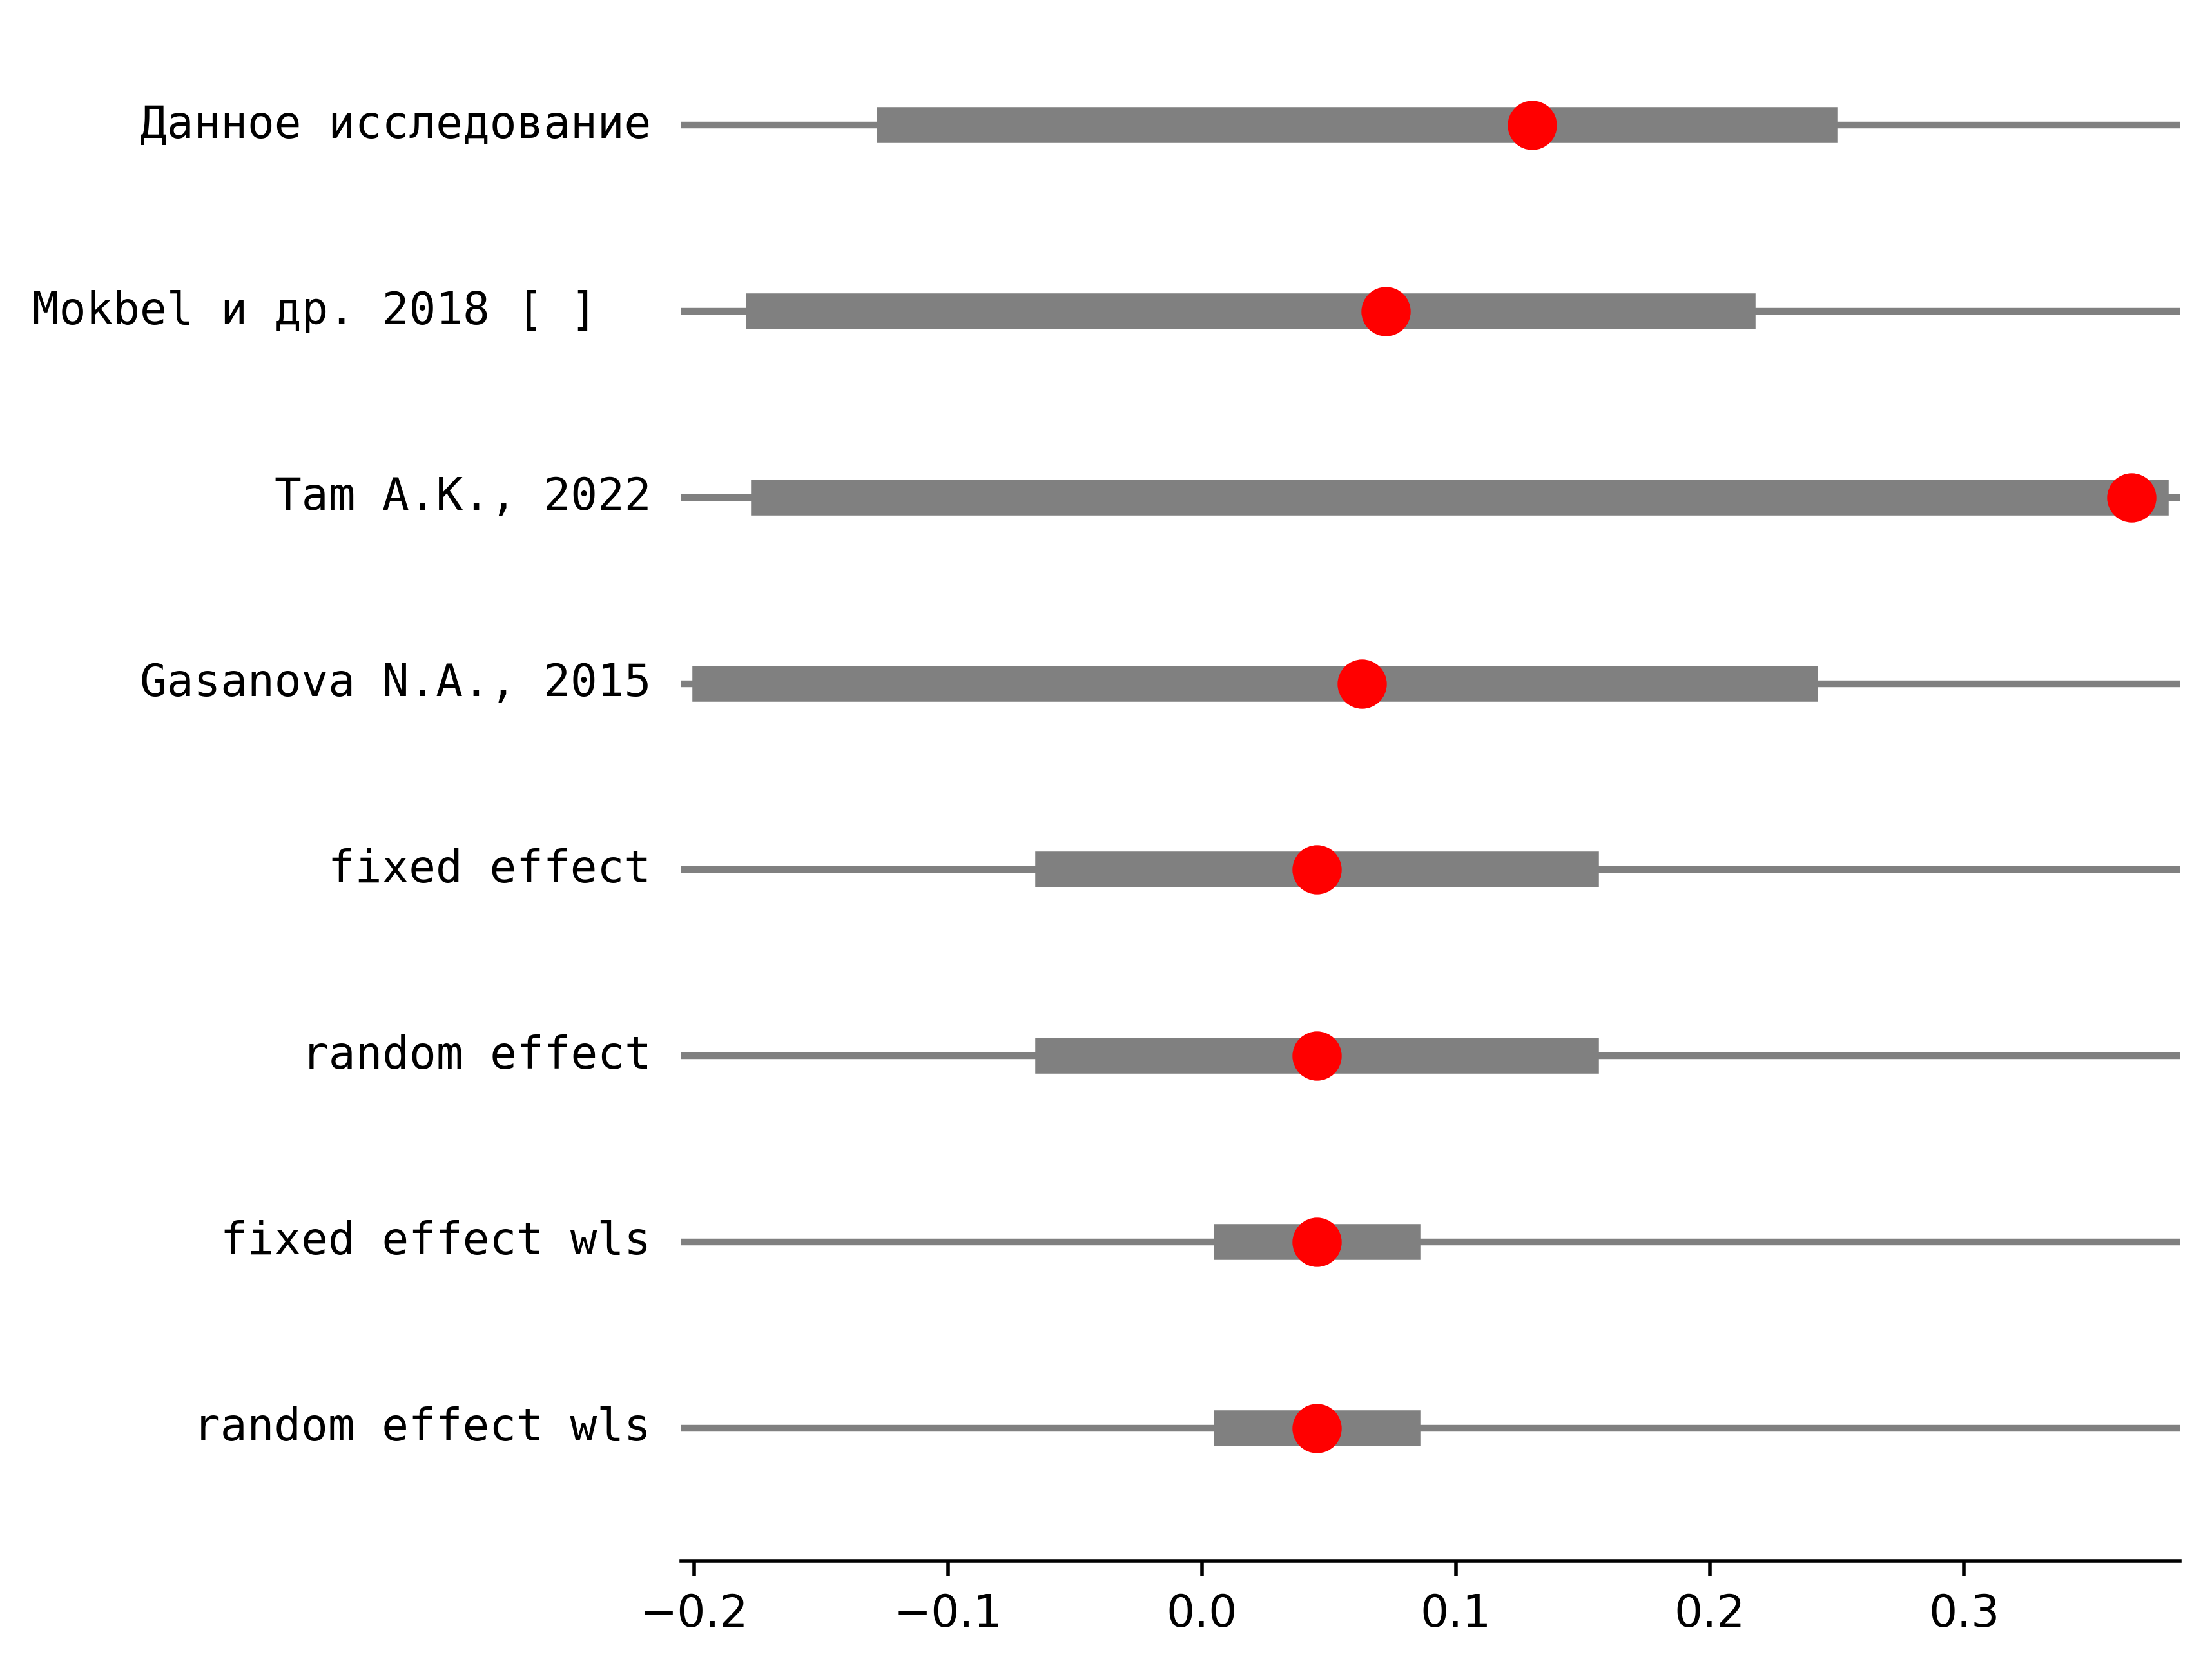 Данное исследование
Mokbel и др. 2018 [ ]
Tam A.K., 2022
Gasanova N.A., 2015
fixed effect
random effect
fixed effect wls
random effect wls
−0.2 −0.1 0.0 0.1 0.2 0.3